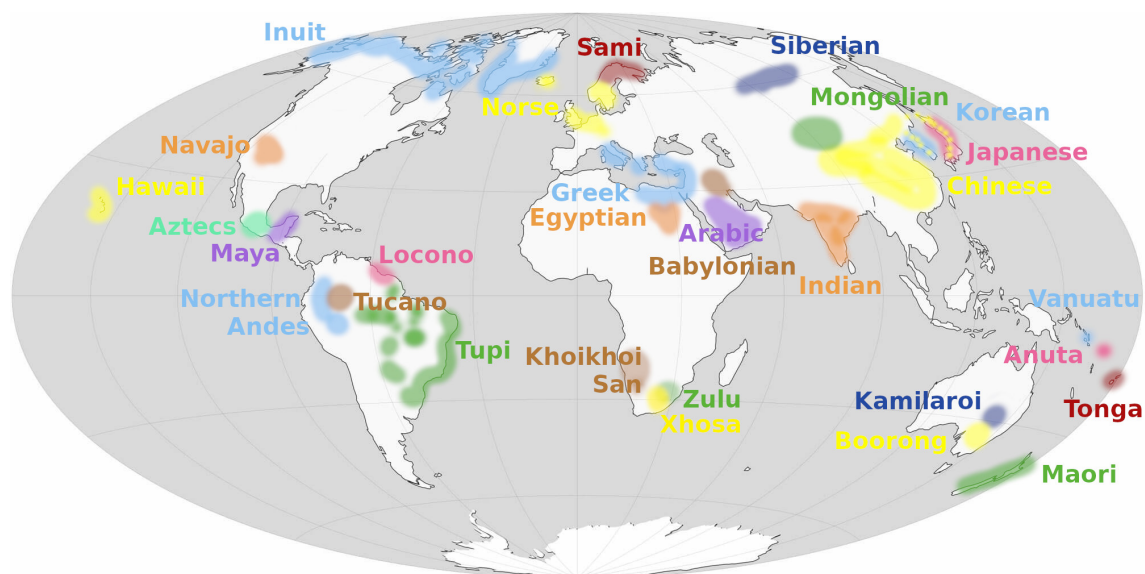 Inuit
Sami
Siberian
Norse
Mongolian
Korean
Navajo
Japanese
Hawaii
Greek
Chinese
Aztecs
Egyptian
Maya
Arabic
Locono
Babylonian
Indian
Northern
Andes
Tucano
Vanuatu
Tupi
Khoikhoi
San
Anuta
Zulu
Xhosa
Kamilaroi
Tonga
Boorong
Maori